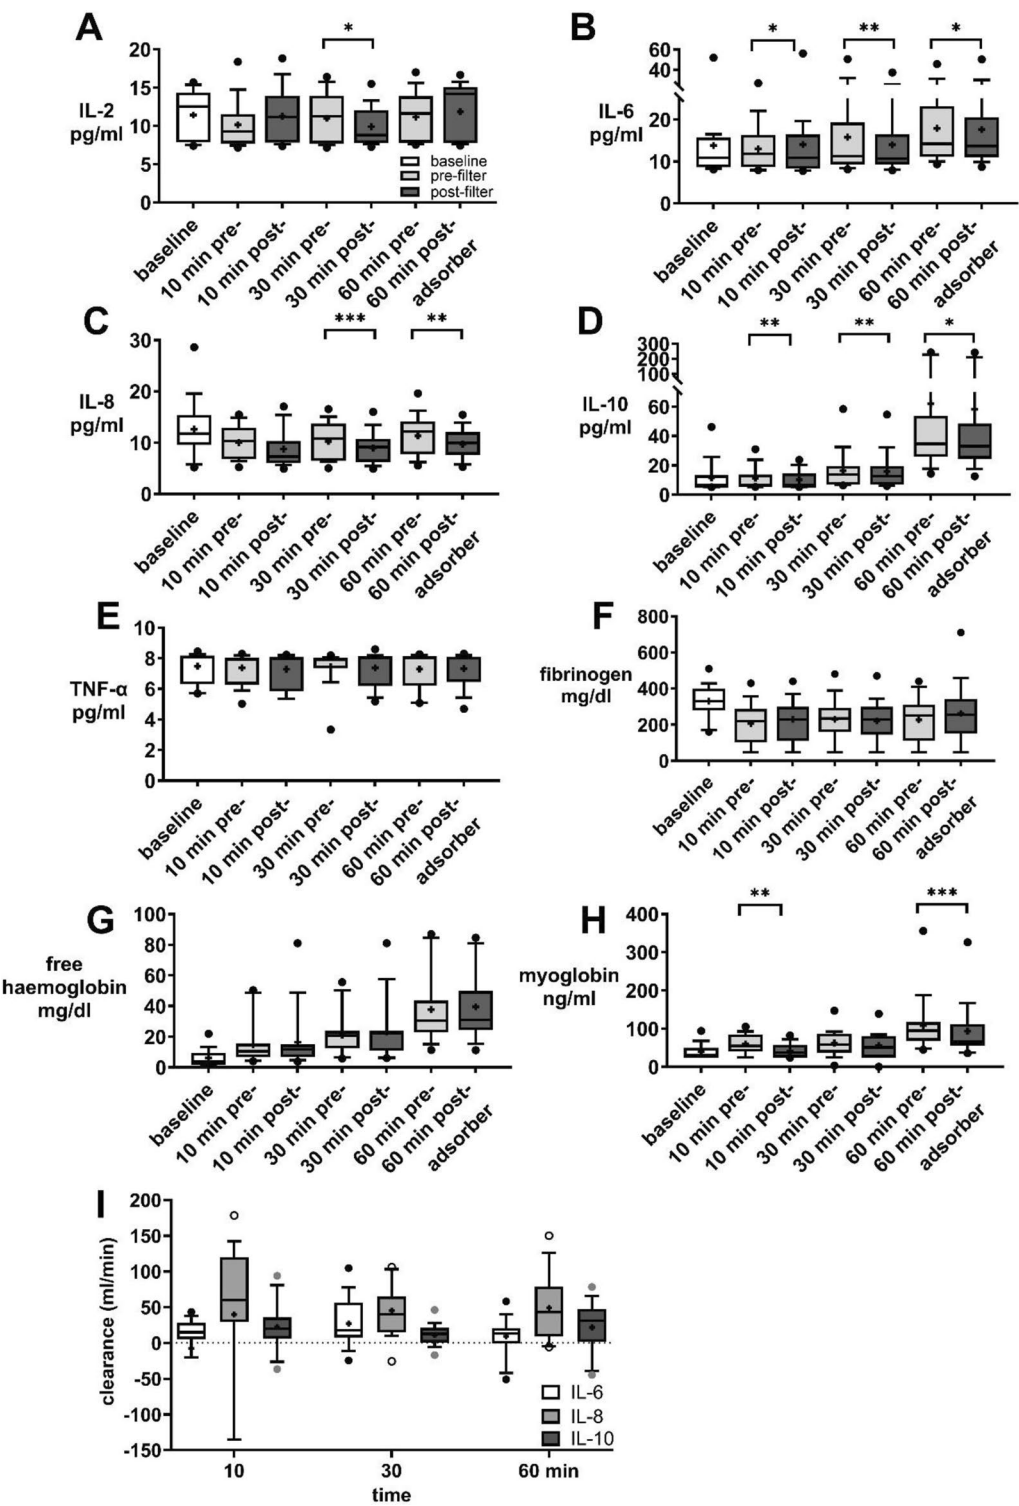 A
IL-2
pg/ml
20
15
10
5
0
*
baseline
pre-filter
post-filter
baseline
10 min pre-
10 min post-
30 min pre-
30 min post-
60 min pre-
60 min post-
adsorber
B
IL-6
pg/ml
60
40
20
10
0
*
**
*
baseline
10 min pre-
10 min post-
30 min pre-
30 min post-
60 min pre-
60 min post-
adsorber
C
IL-8
pg/ml
30
20
10
0
***
**
baseline
10 min pre-
10 min post-
30 min pre-
30 min post-
60 min pre-
60 min post-
adsorber
D
IL-10
pg/ml
300
200
100
60
40
20
0
**
**
*
baseline
10 min pre-
10 min post-
30 min pre-
30 min post-
60 min pre-
60 min post-
adsorber
E
TNF-α
pg/ml
10
8
6
4
2
0
baseline
10 min pre-
10 min post-
30 min pre-
30 min post-
60 min pre-
60 min post-
adsorber
F
fibrinogen
mg/dl
800
600
400
200
0
baseline
10 min pre-
10 min post-
30 min pre-
30 min post-
60 min pre-
60 min post-
adsorber
G
free
haemoglobin
mg/dl
100
80
60
40
20
0
baseline
10 min pre-
10 min post-
30 min pre-
30 min post-
60 min pre-
60 min post-
adsorber
H
myoglobin
ng/ml
400
300
200
100
0
**
***
baseline
10 min pre-
10 min post-
30 min pre-
30 min post-
60 min pre-
60 min post-
adsorber
I
clearance (ml/min)
200
150
100
50
0
-50
-100
-150
IL-6
IL-8
IL-10
10
30
60 min
time